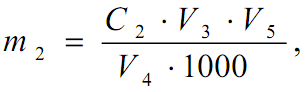 m₂ = (C₂ · V₃ · V₅) / (V₄ · 1000),